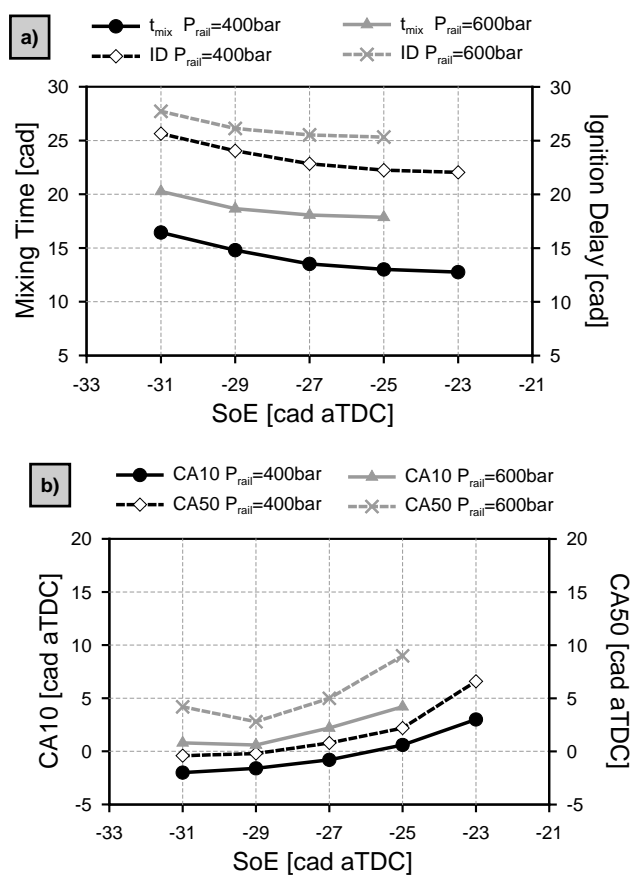 a)
t_mix P_rail=400bar t_mix P_rail=600bar
ID P_rail=400bar ID P_rail=600bar
30 30
25 25
20 20
15 15
10 10
5 5
Mixing Time [cad]
Ignition Delay [cad]
-33 -31 -29 -27 -25 -23 -21
SoE [cad aTDC]
b)
CA10 P_rail=400bar CA10 P_rail=600bar
CA50 P_rail=400bar CA50 P_rail=600bar
20 20
15 15
10 10
5 5
0 0
-5 -5
CA10 [cad aTDC]
CA50 [cad aTDC]
-33 -31 -29 -27 -25 -23 -21
SoE [cad aTDC]